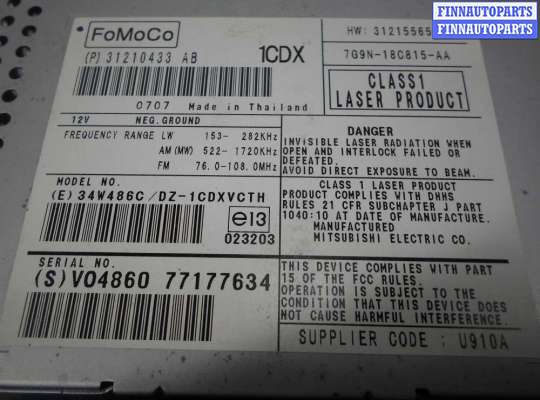 FINNAUTOPARTS
FINNAUTOPARTS
FoMoCo
(P) 31210433 AB
1CDX
HW: 31215565
7G9N-18C815-AA
CLASS1
LASER PRODUCT
0707 Made in Thailand
12V NEG.GROUND
FREQUENCY RANGE LW 153- 282KHz
AM(MW) 522- 1720KHz
FM 76.0-108.0MHz
DANGER
INVISIBLE LASER RADIATION WHEN
OPEN AND INTERLOCK FAILED OR
DEFEATED.
AVOID DIRECT EXPOSURE TO BEAM.
MODEL NO.
(E)34W486C/DZ-1CDXVCTH
e13
023203
CLASS 1 LASER PRODUCT
PRODUCT COMPLIES WITH DHHS
RULES 21 CFR SUBCHAPTER J PART
1040:10 AT DATE OF MANUFACTURE.
MANUFACTURED
MITSUBISHI ELECTRIC CO.
SERIAL NO.
(S)V04860 77177634
THIS DEVICE COMPLIES WITH PART
15 OF THE FCC RULES.
OPERATION IS SUBJECT TO THE
CONDITION THAT THIS DEVICE DOES
NOT CAUSE HARMFUL INTERFERENCE.
SUPPLIER CODE : U910A